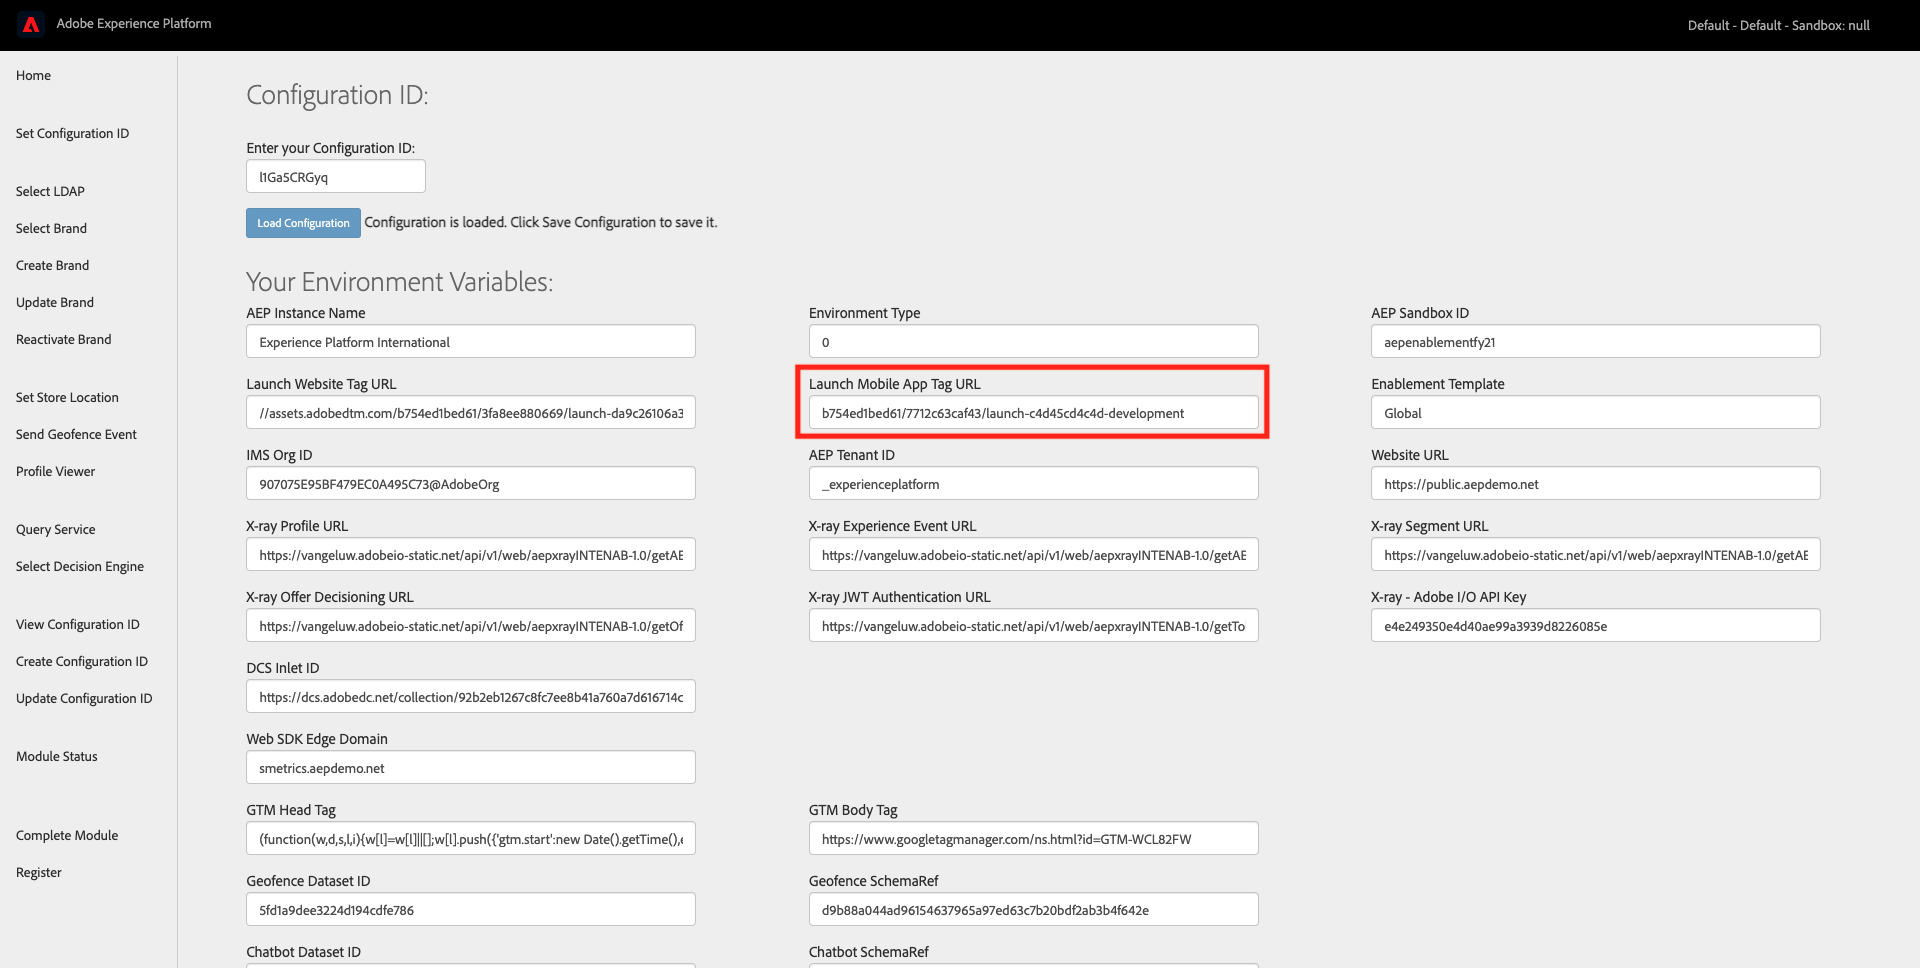 Adobe Experience Platform
Default - Default - Sandbox: null
Home
Set Configuration ID
Select LDAP
Select Brand
Create Brand
Update Brand
Reactivate Brand
Set Store Location
Send Geofence Event
Profile Viewer
Query Service
Select Decision Engine
View Configuration ID
Create Configuration ID
Update Configuration ID
Module Status
Complete Module
Register
Configuration ID:
Enter your Configuration ID:
l1Ga5CRGyq
Load Configuration Configuration is loaded. Click Save Configuration to save it.
Your Environment Variables:
AEP Instance Name
Experience Platform International
Environment Type
0
AEP Sandbox ID
aepenablementfy21
Launch Website Tag URL
//assets.adobedtm.com/b754ed1bed61/3fa8ee880669/launch-da9c26106a3
Launch Mobile App Tag URL
b754ed1bed61/7712c63caf43/launch-c4d45cd4c4d-development
Enablement Template
Global
IMS Org ID
907075E95BF479EC0A495C73@AdobeOrg
AEP Tenant ID
_experienceplatform
Website URL
https://public.aepdemo.net
X-ray Profile URL
https://vangeluw.adobeio-static.net/api/v1/web/aepxrayINTENAB-1.0/getAE
X-ray Experience Event URL
https://vangeluw.adobeio-static.net/api/v1/web/aepxrayINTENAB-1.0/getAE
X-ray Segment URL
https://vangeluw.adobeio-static.net/api/v1/web/aepxrayINTENAB-1.0/getAE
X-ray Offer Decisioning URL
https://vangeluw.adobeio-static.net/api/v1/web/aepxrayINTENAB-1.0/getOf
X-ray JWT Authentication URL
https://vangeluw.adobeio-static.net/api/v1/web/aepxrayINTENAB-1.0/getTo
X-ray - Adobe I/O API Key
e4e249350e4d40ae99a3939d8226085e
DCS Inlet ID
https://dcs.adobedc.net/collection/92b2eb1267c8fc7ee8b41a760a7d616714c
Web SDK Edge Domain
smetrics.aepdemo.net
GTM Head Tag
(function(w,d,s,l,i){w[l]=w[l]||[];w[l].push({'gtm.start':new Date().getTime(),e
GTM Body Tag
https://www.googletagmanager.com/ns.html?id=GTM-WCL82FW
Geofence Dataset ID
5fd1a9dee3224d194cdfe786
Geofence SchemaRef
d9b88a044ad96154637965a97ed63c7b20bdf2ab3b4f642e
Chatbot Dataset ID
Chatbot SchemaRef